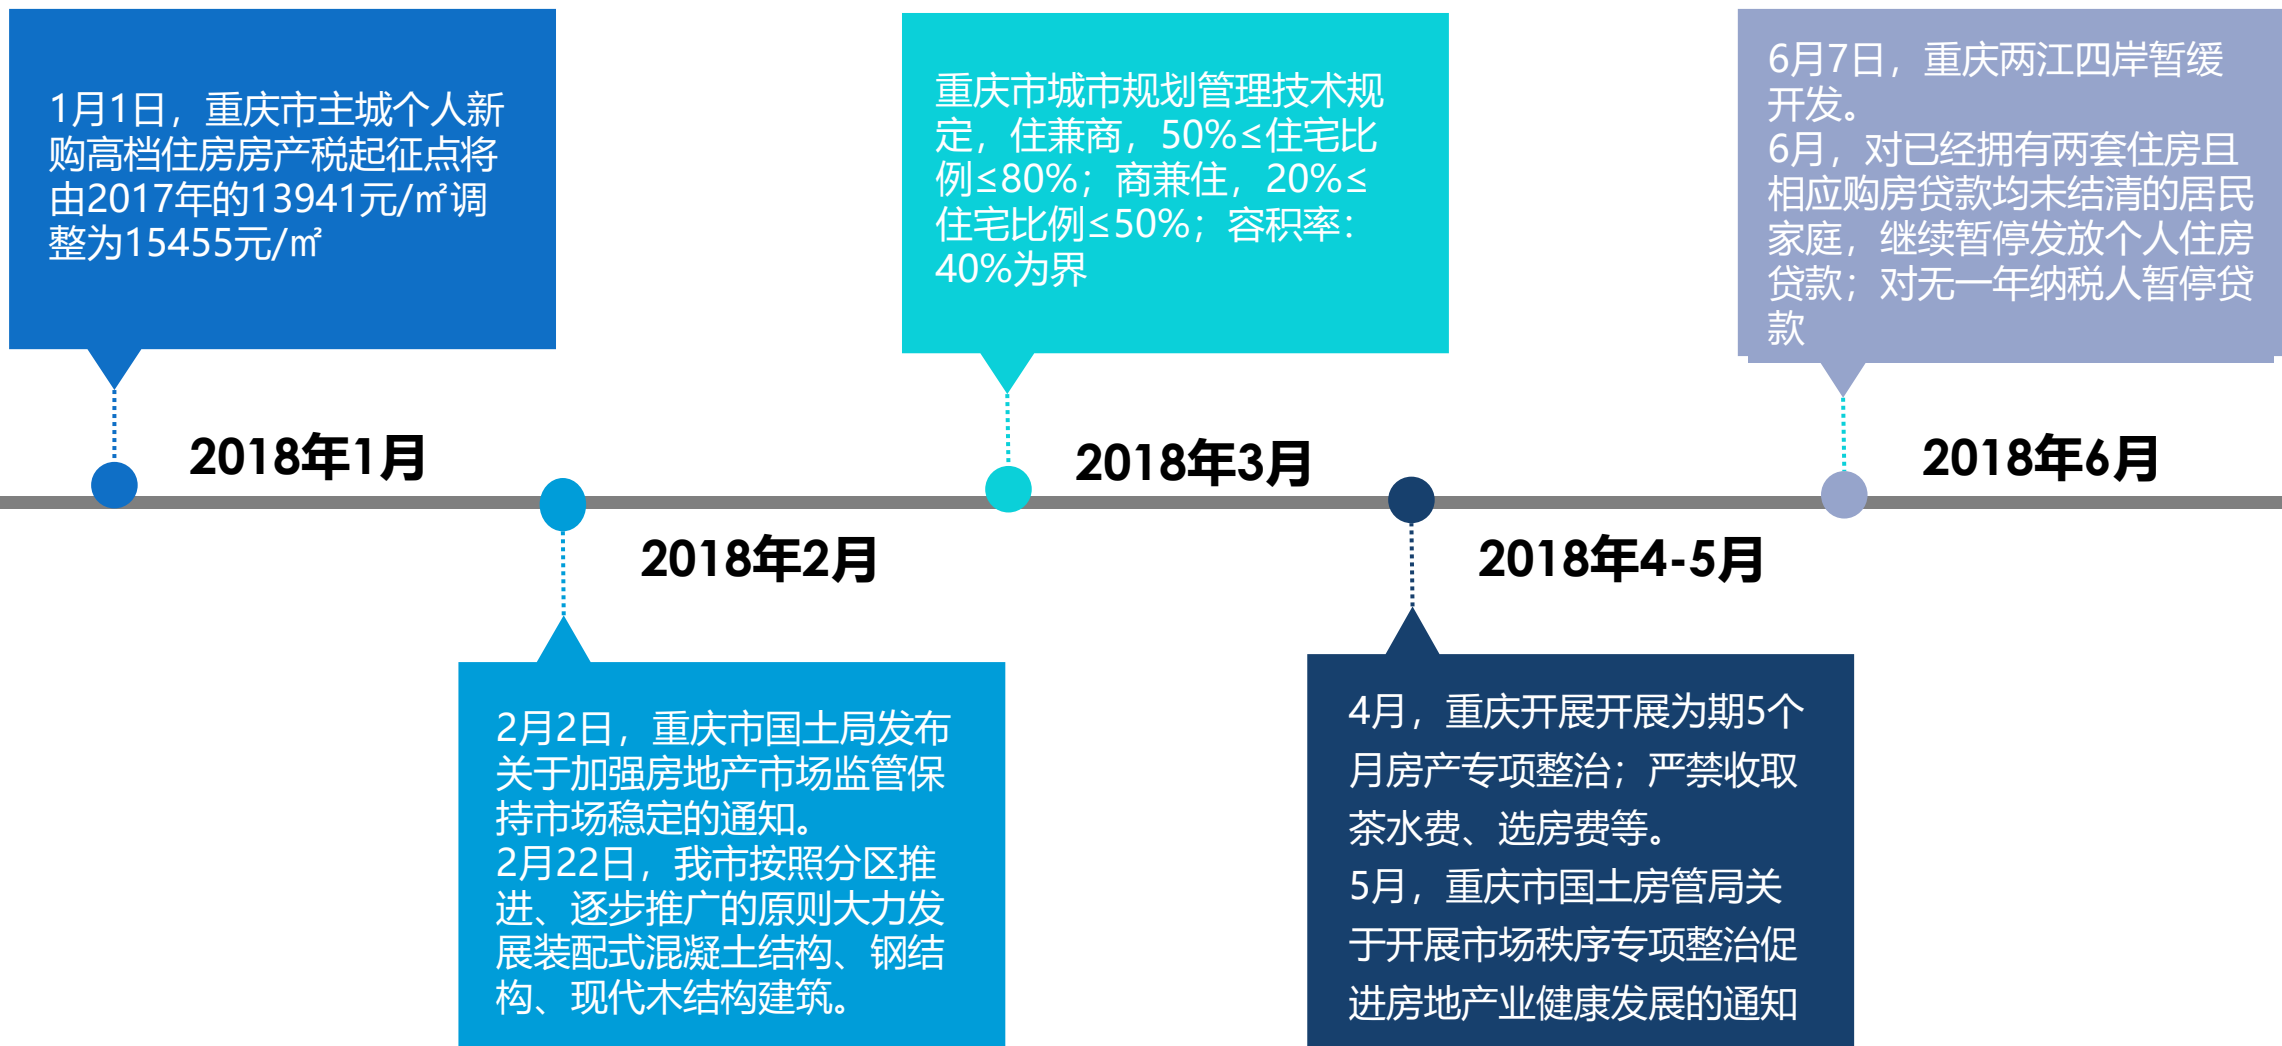 1月1日，重庆市主城个人新
购高档住房房产税起征点将
由2017年的13941元/㎡调
整为15455元/㎡
2018年1月
2018年2月
2月2日，重庆市国土局发布
关于加强房地产市场监管保
持市场稳定的通知。
2月22日，我市按照分区推
进、逐步推广的原则大力发
展装配式混凝土结构、钢结
构、现代木结构建筑。
重庆市城市规划管理技术规
定，住兼商，50%≤住宅比
例≤80%；商兼住，20%≤
住宅比例≤50%；容积率：
40%为界
2018年3月
2018年4-5月
4月，重庆开展开展为期5个
月房产专项整治；严禁收取
茶水费、选房费等。
5月，重庆市国土房管局关
于开展市场秩序专项整治促
进房地产业健康发展的通知
6月7日，重庆两江四岸暂缓
开发。
6月，对已经拥有两套住房且
相应购房贷款均未结清的居民
家庭，继续暂停发放个人住房
贷款；对无一年纳税人暂停贷
款
2018年6月